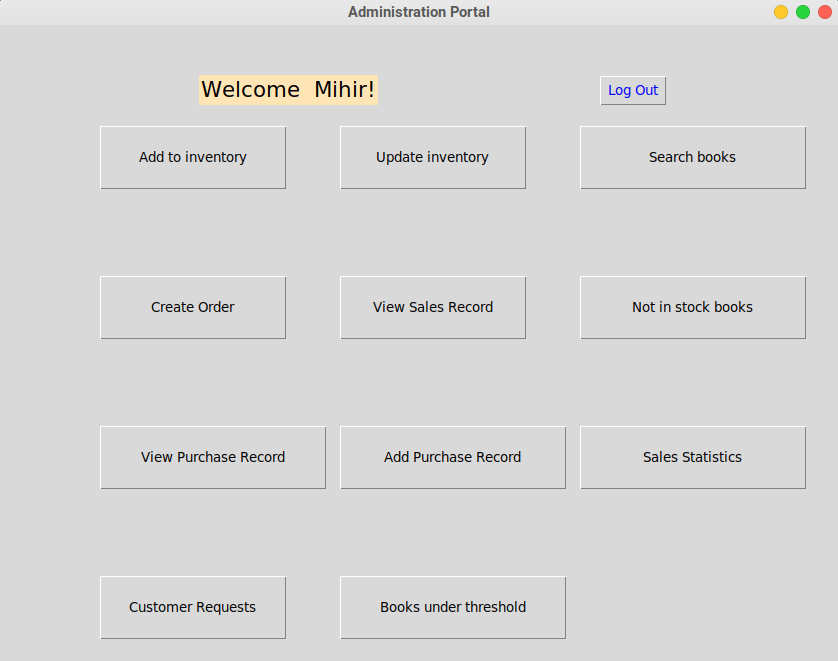 Administration Portal
Welcome  Mihir!
Log Out
Add to inventory
Update inventory
Search books
Create Order
View Sales Record
Not in stock books
View Purchase Record
Add Purchase Record
Sales Statistics
Customer Requests
Books under threshold